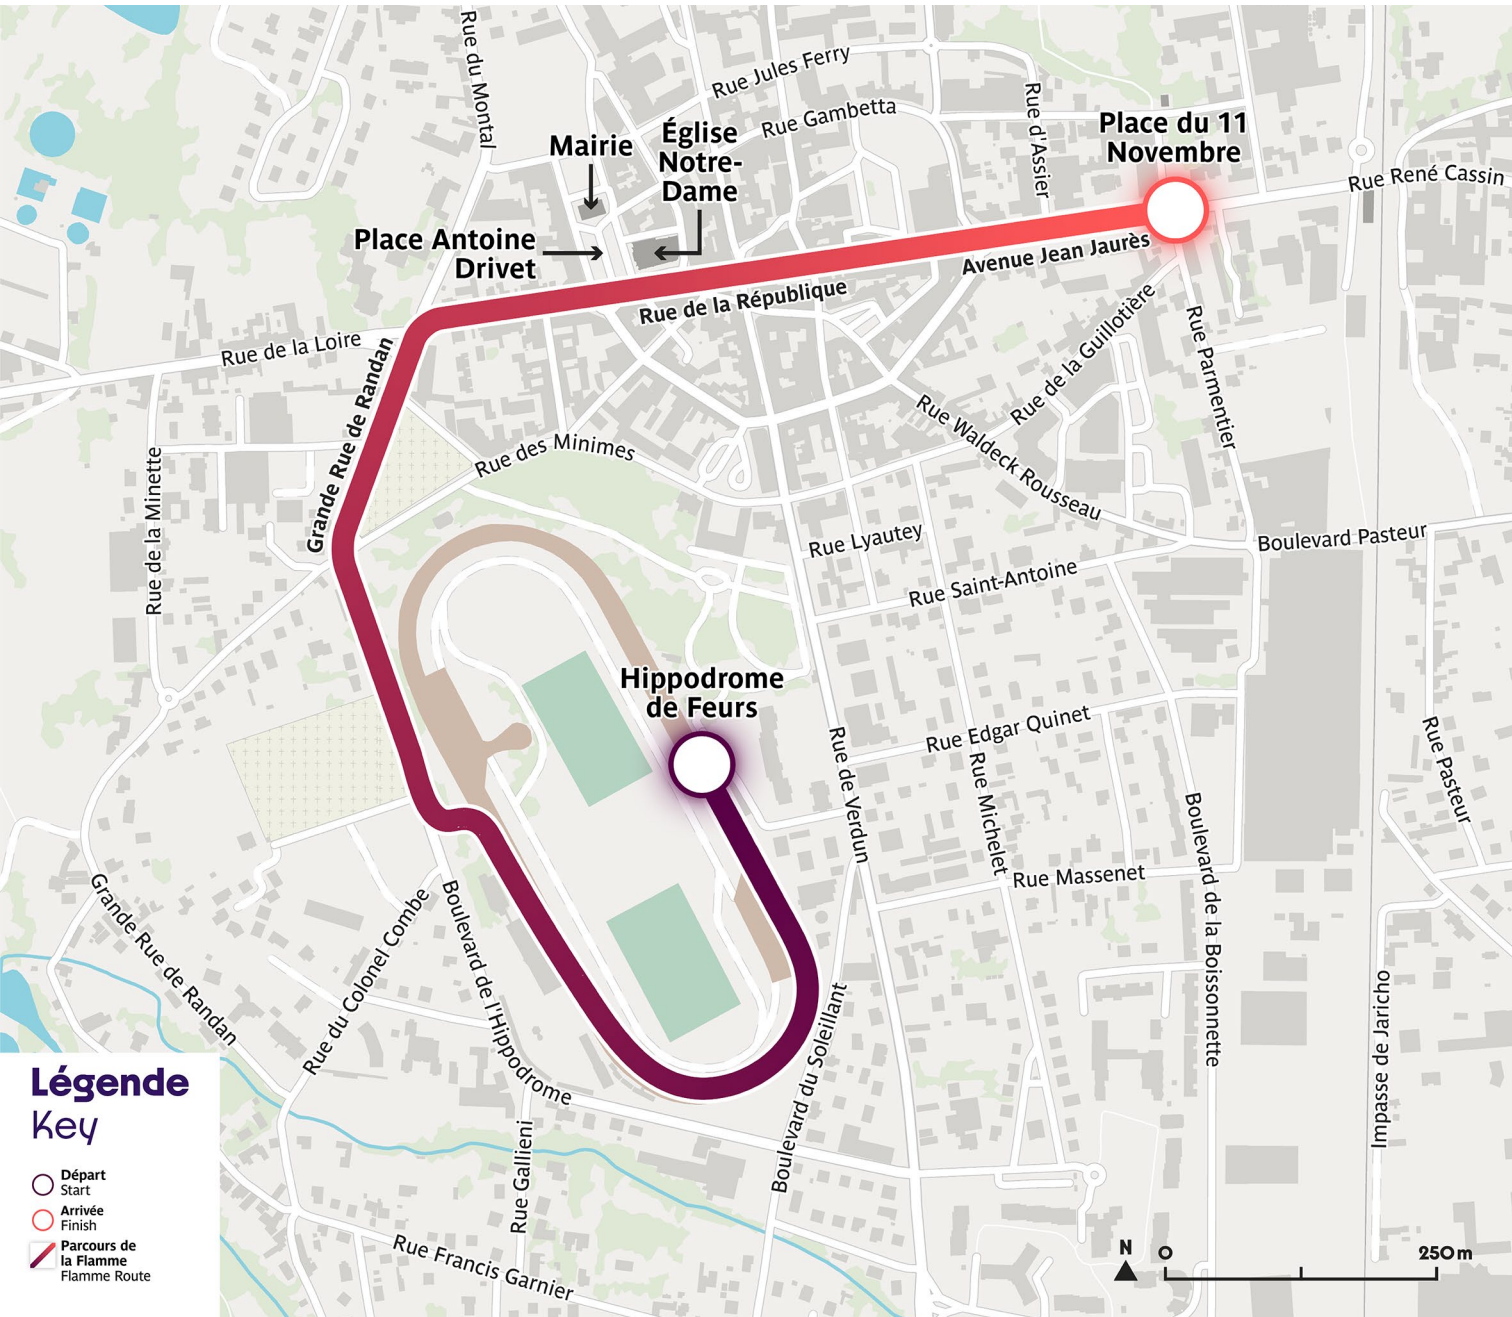 Rue du Montal
Rue Jules Ferry
Rue Gambetta
Rue d'Assier
Mairie
Église
Notre-
Dame
Place du 11
Novembre
Rue René Cassin
Place Antoine
Drivet
Avenue Jean Jaurès
Rue de la République
Rue de la Loire
Grande Rue de Randan
Rue de la Guillotière
Rue Parmentier
Rue Waldeck Rousseau
Rue des Minimes
Rue de la Minette
Rue Lyautey
Boulevard Pasteur
Rue Saint-Antoine
Hippodrome
de Feurs
Rue Edgar Quinet
Rue de Verdun
Rue Michelet
Rue Pasteur
Rue Massenet
Boulevard de la Boissonnette
Grande Rue de Randan
Rue du Colonel Combe
Boulevard de l'Hippodrome
Boulevard du Soleillant
Impasse de Jaricho
Rue Gallieni
Rue Francis Garnier
Légende
Key
Départ
Start
Arrivée
Finish
Parcours de
la Flamme
Flamme Route
N
0
250m